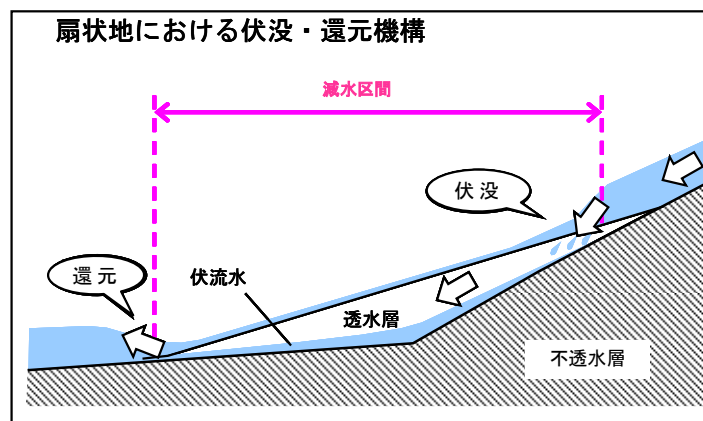 扇状地における伏没・還元機構
減水区間
伏没
還元
伏流水
透水層
不透水層